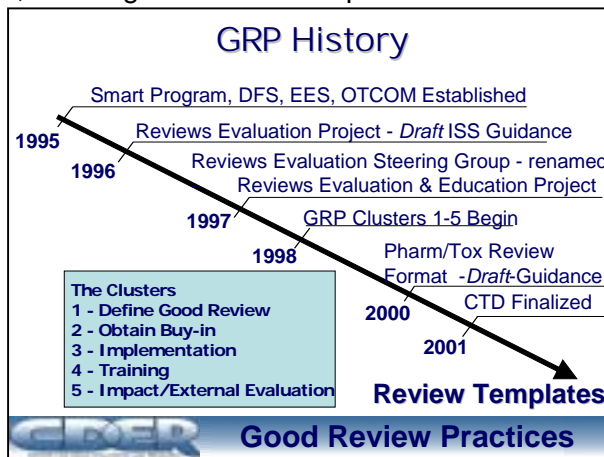 GRP History
Smart Program, DFS, EES, OTCOM Established
1995
Reviews Evaluation Project - Draft ISS Guidance
1996
Reviews Evaluation Steering Group - renamed
Reviews Evaluation & Education Project
1997
GRP Clusters 1-5 Begin
1998
Pharm/Tox Review
Format -Draft-Guidance
2000
CTD Finalized
2001
The Clusters
1 - Define Good Review
2 - Obtain Buy-in
3 - Implementation
4 - Training
5 - Impact/External Evaluation
Review Templates
CDER
Good Review Practices